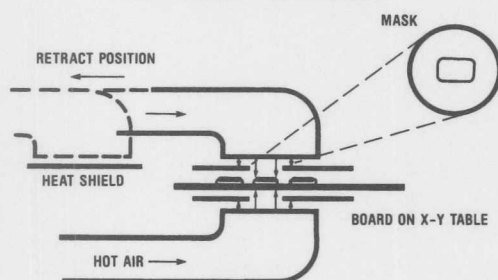 MASK
RETRACT POSITION
HEAT SHIELD
BOARD ON X-Y TABLE
HOT AIR